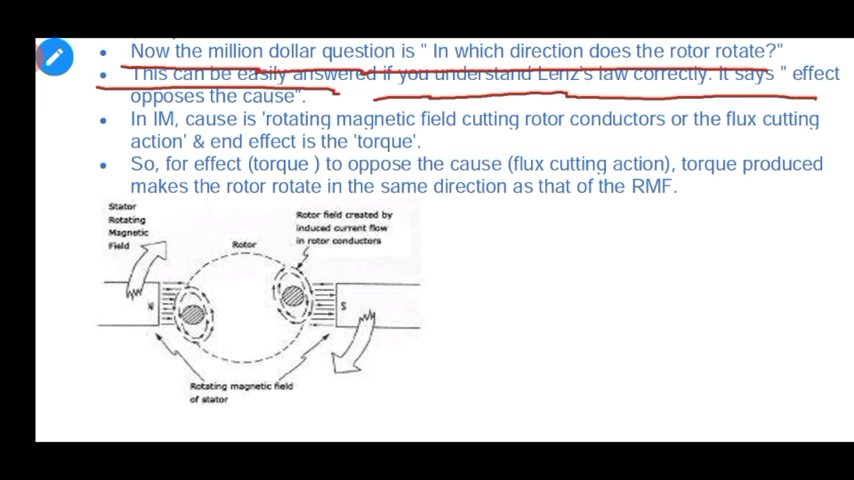 Now the million dollar question is " In which direction does the rotor rotate?"
This can be easily answered if you understand Lenz's law correctly. It says " effect
opposes the cause".
In IM, cause is 'rotating magnetic field cutting rotor conductors or the flux cutting
action' & end effect is the 'torque'.
So, for effect (torque ) to oppose the cause (flux cutting action), torque produced
makes the rotor rotate in the same direction as that of the RMF.
Stator
Rotating
Magnetic
Field
Rotor
Rotor field created by
induced current flow
in rotor conductors
N
S
Rotating magnetic field
of stator